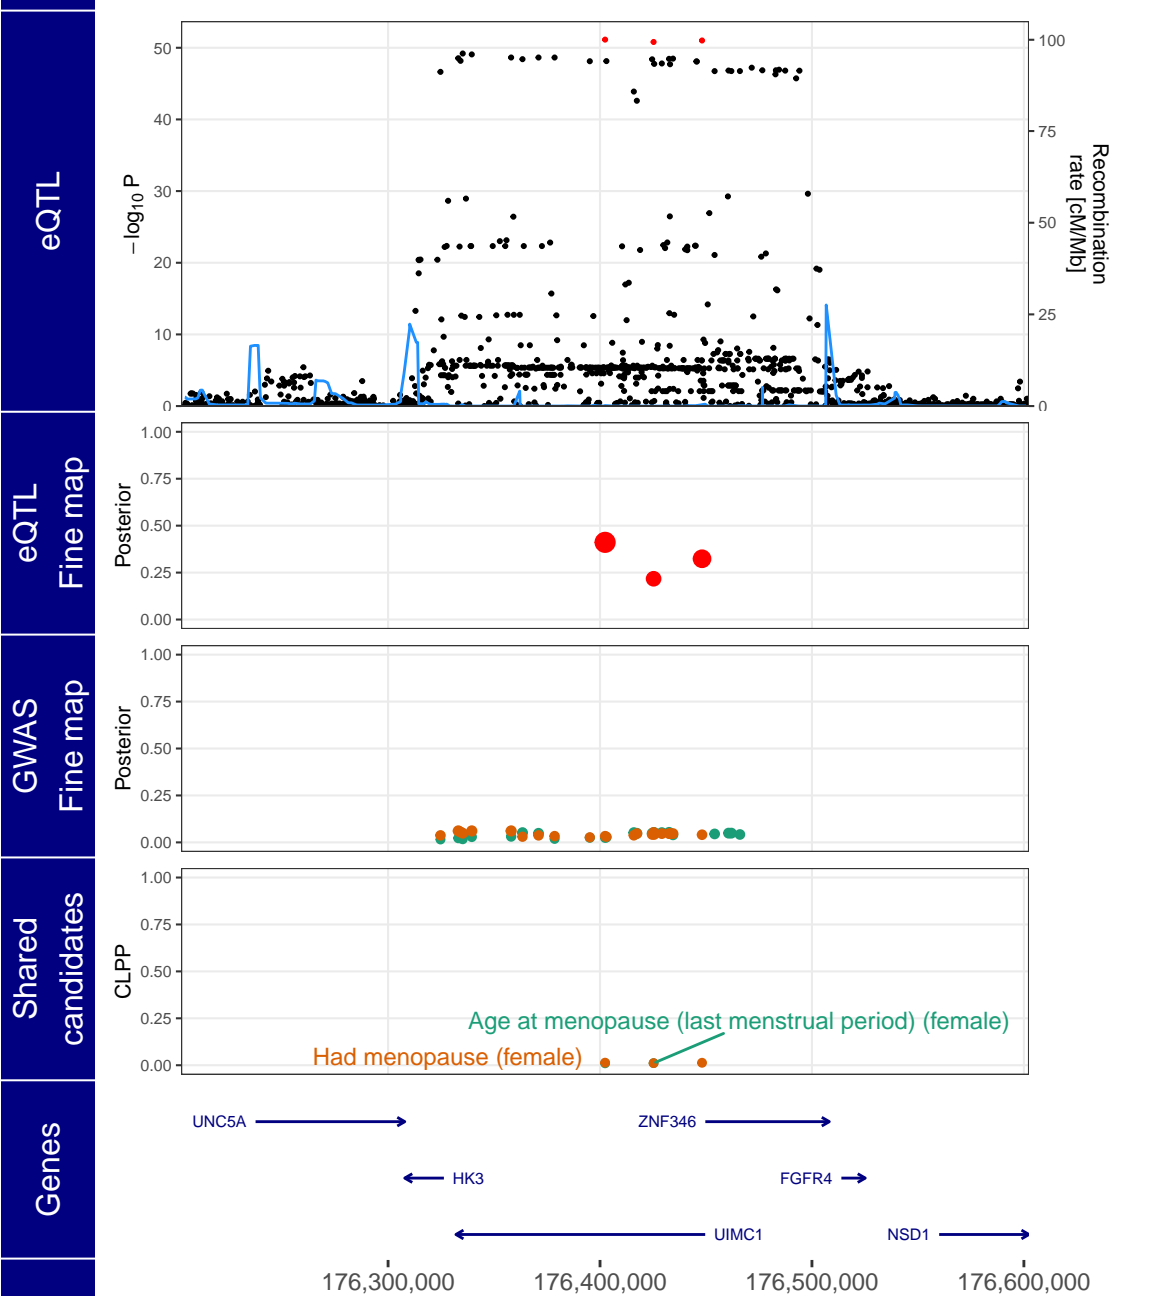 eQTL
−log10 P
50
40
30
20
10
0
100
75
50
25
0
Recombination
rate [cM/Mb]
eQTL
Fine map
Posterior
1.00
0.75
0.50
0.25
0.00
GWAS
Fine map
Posterior
1.00
0.75
0.50
0.25
0.00
Shared
candidates
CLPP
1.00
0.75
0.50
0.25
0.00
Age at menopause (last menstrual period) (female)
Had menopause (female)
Genes
UNC5A
ZNF346
HK3
FGFR4
UIMC1
NSD1
176,300,000
176,400,000
176,500,000
176,600,000